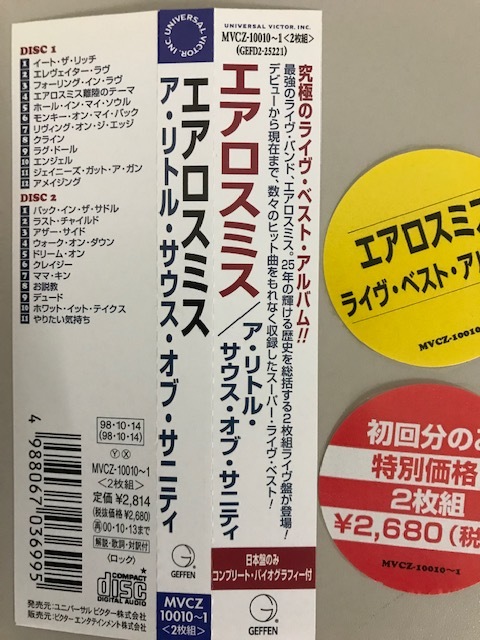 DISC 1
1 イート・ザ・リッチ
2 エレヴェイター・ラヴ
3 フォーリング・イン・ラヴ
4 エアロスミス離陸のテーマ
5 ホール・イン・マイ・ソウル
6 モンキー・オン・マイ・バック
7 リヴィング・オン・ジ・エッジ
8 クライン
9 ラグ・ドール
10 エンジェル
11 ジェイニーズ・ガット・ア・ガン
12 アメイジング
DISC 2
1 バック・イン・ザ・サドル
2 ラスト・チャイルド
3 アザー・サイド
4 ウォーク・オン・ダウン
5 ドリーム・オン
6 クレイジー
7 ママ・キン
8 お説教
9 デュード
10 ホワット・イット・テイクス
11 やりたい気持ち
4988067036995
98・10・14
(98・10・14)
Y X
MVCZ-10010~1
<2枚組>
定価 ¥2,814
(税抜価格 ¥2,680)
再00・10・13まで
解説・歌詞・対訳付
(ロック)
COMPACT
disc
DIGITAL AUDIO
発売元:ユニバーサル ビクター株式会社
販売元:ビクター エンタテインメント株式会社
UNIVERSAL VICTOR, INC.
エアロスミス
ア・リトル・サウス・オブ・サニティ
G
GEFFEN
MVCZ
10010~1
<2枚組>
UNIVERSAL VICTOR, INC.
MVCZ-10010~1<2枚組>
(GEFD2-25221)
究極のライヴ・ベスト・アルバム!!
最強のライヴ・バンド、エアロスミス。25年の輝ける歴史を総括する2枚組ライヴ盤が登場!
デビューから現在まで、数々のヒット曲をもれなく収録したスーパー・ライヴ・ベスト!
エアロスミス/
ア・リトル・
サウス・オブ・サニティ
日本盤のみ
コンプリート・バイオグラフィー付
G
GEFFEN
エアロスミス
ライヴ・ベスト・アル
MVCZ-10010
初回分のみ
特別価格
2枚組
¥2,680(税
MVCZ-10010~1